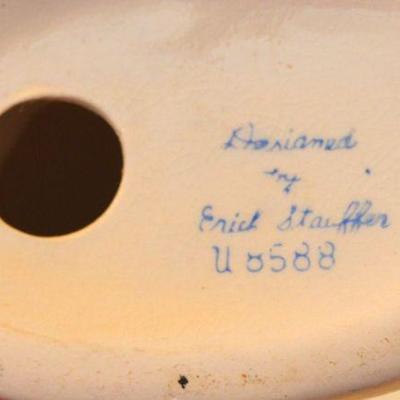 Designed
by
Erich Stauffer
U 8588